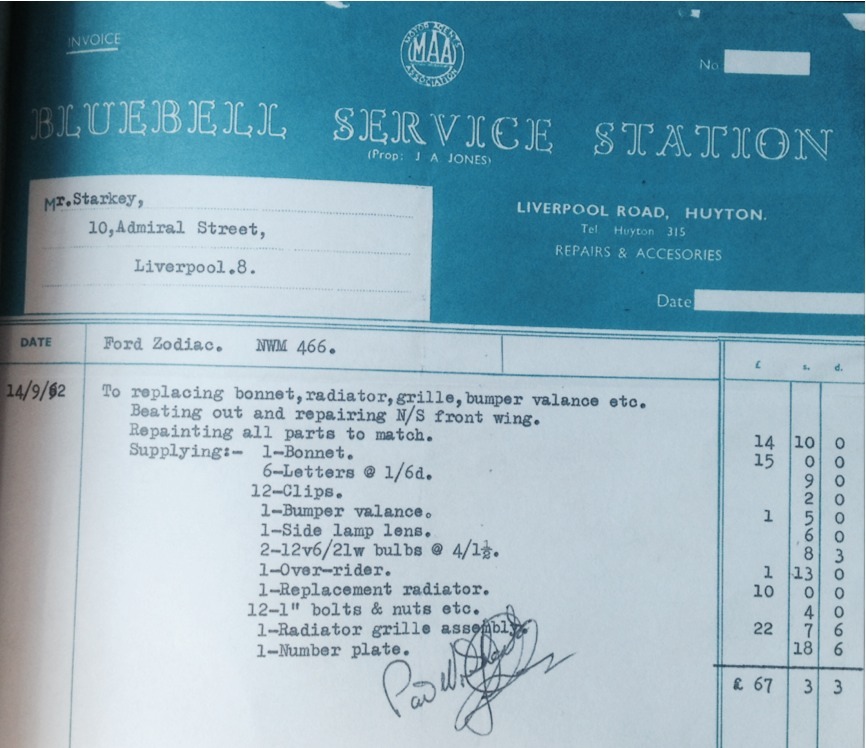 INVOICE
MOTOR AGENTS
MAA
ASSOCIATION
No
BLUEBELL SERVICE STATION
(Prop: J A JONES)
Mr.Starkey,
10,Admiral Street,
Liverpool.8.
LIVERPOOL ROAD, HUYTON.
Tel Huyton 315
REPAIRS & ACCESORIES
Date
DATE Ford Zodiac. NWM 466. £ s. d.
14/9/62 To replacing bonnet,radiator,grille,bumper valance etc.
Beating out and repairing N/S front wing.
Repainting all parts to match. 14 10 0
Supplying:- 1-Bonnet. 15 0 0
6-Letters @ 1/6d. 9 0
12-Clips. 2 0
1-Bumper valance. 1 5 0
1-Side lamp lens. 6 0
2-12v6/21w bulbs @ 4/1½. 8 3
1-Over-rider. 1 13 0
1-Replacement radiator. 10 0 0
12-1" bolts & nuts etc. 4 0
1-Radiator grille assembly. 22 7 6
1-Number plate. 18 6
£ 67 3 3